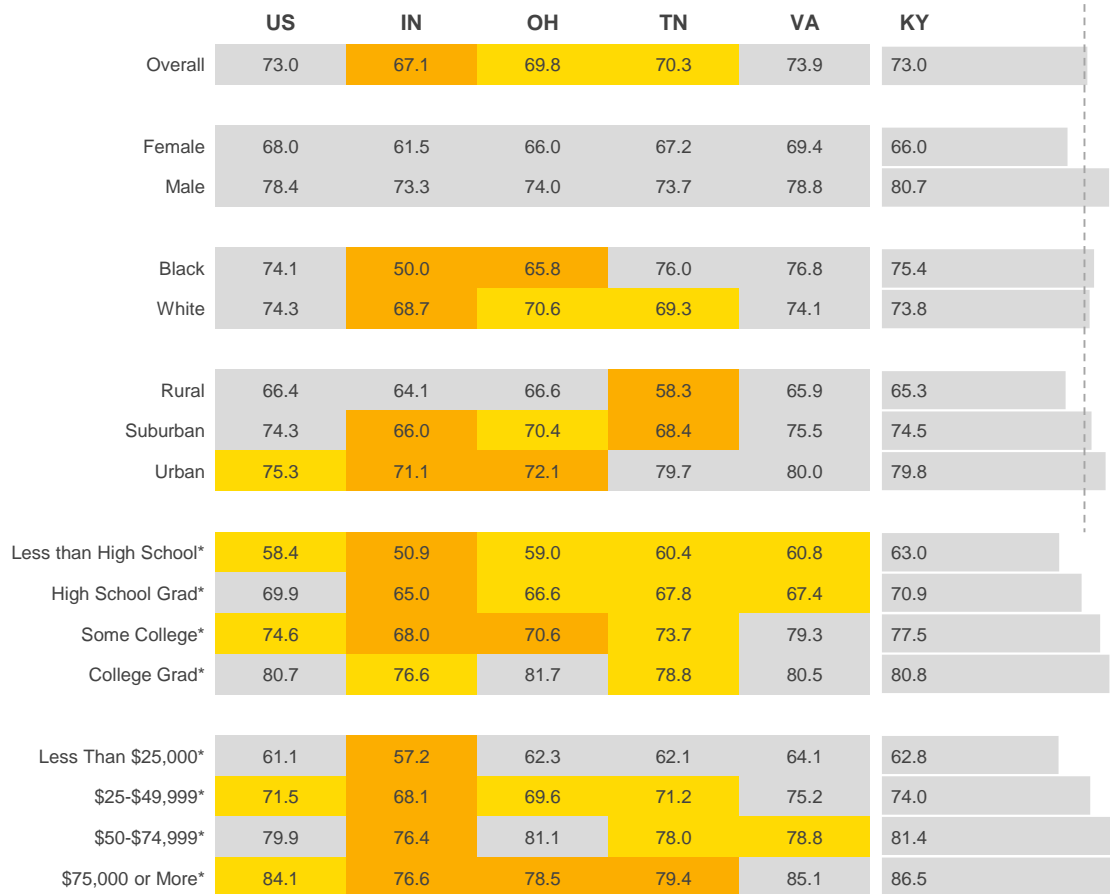 US IN OH TN VA KY
Overall 73.0 67.1 69.8 70.3 73.9 73.0
Female 68.0 61.5 66.0 67.2 69.4 66.0
Male 78.4 73.3 74.0 73.7 78.8 80.7
Black 74.1 50.0 65.8 76.0 76.8 75.4
White 74.3 68.7 70.6 69.3 74.1 73.8
Rural 66.4 64.1 66.6 58.3 65.9 65.3
Suburban 74.3 66.0 70.4 68.4 75.5 74.5
Urban 75.3 71.1 72.1 79.7 80.0 79.8
Less than High School* 58.4 50.9 59.0 60.4 60.8 63.0
High School Grad* 69.9 65.0 66.6 67.8 67.4 70.9
Some College* 74.6 68.0 70.6 73.7 79.3 77.5
College Grad* 80.7 76.6 81.7 78.8 80.5 80.8
Less Than $25,000* 61.1 57.2 62.3 62.1 64.1 62.8
$25-$49,999* 71.5 68.1 69.6 71.2 75.2 74.0
$50-$74,999* 79.9 76.4 81.1 78.0 78.8 81.4
$75,000 or More* 84.1 76.6 78.5 79.4 85.1 86.5